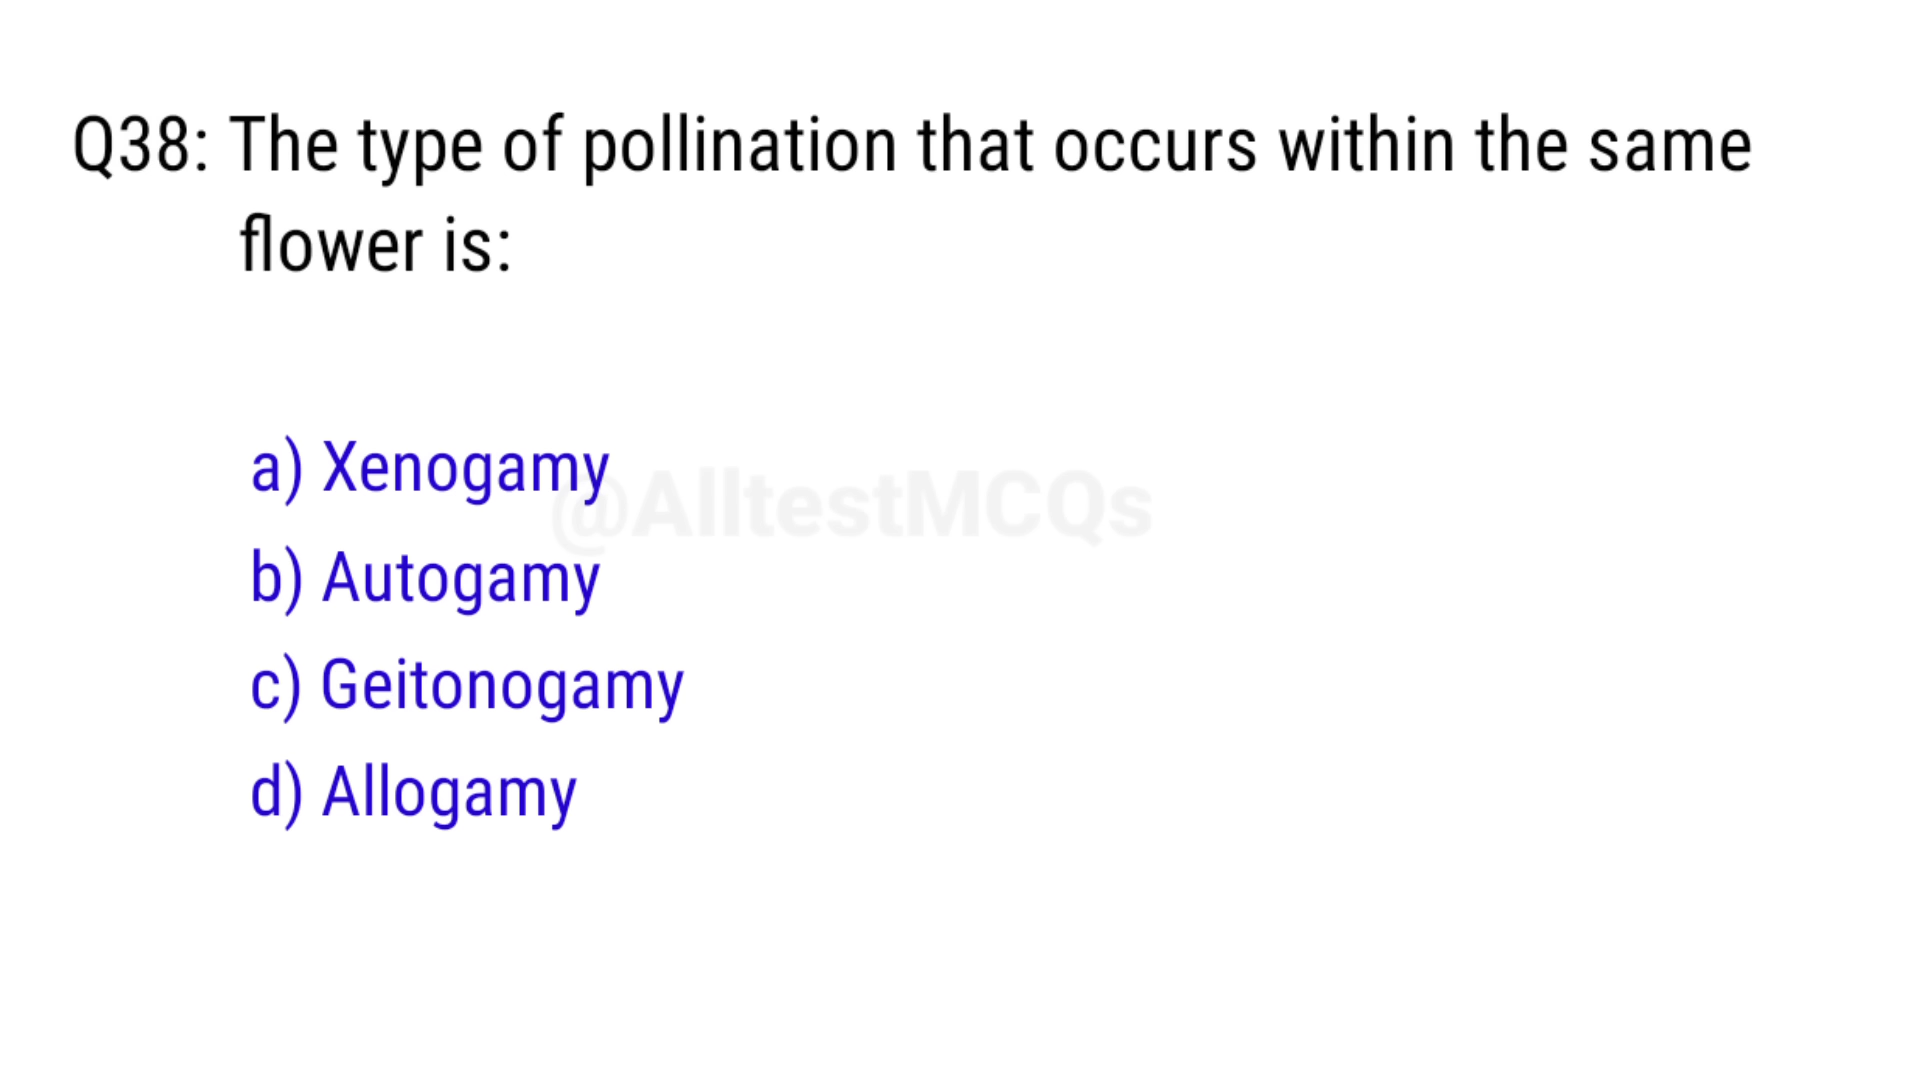 Q38: The type of pollination that occurs within the same
flower is:
a) Xenogamy
@AlltestMCQs
b) Autogamy
c) Geitonogamy
d) Allogamy